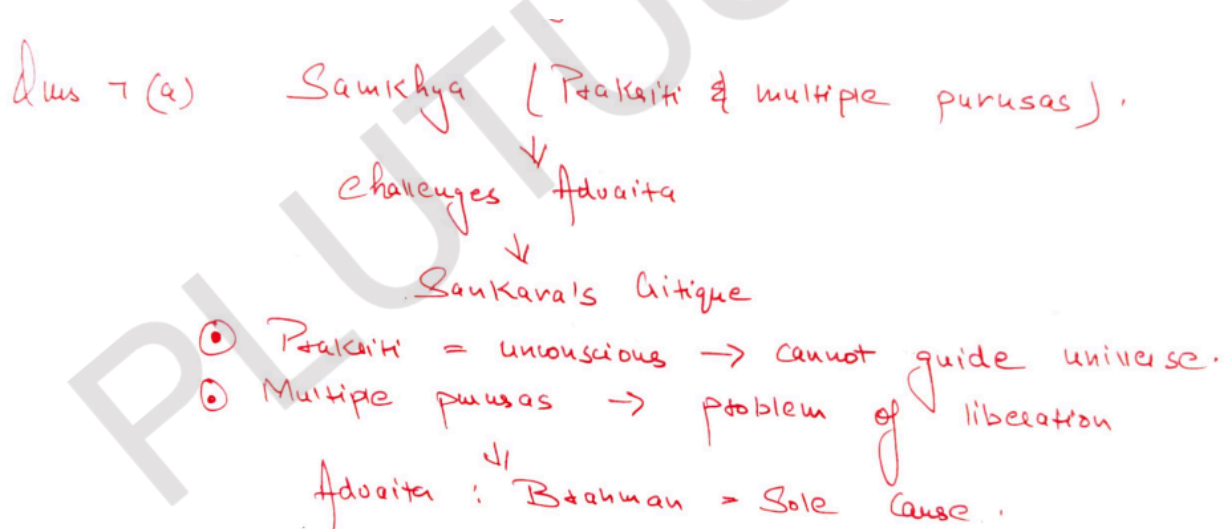 Ans 7 (a) Samkhya (Prakriti & multiple purusas).
↓
Challenges Advaita
↓
Sankara's Critique
⊙ Prakriti = unconscious → cannot guide universe.
⊙ Multiple purusas → problem of liberation
↓
Advaita : Brahman = Sole Cause.
PLUTUS